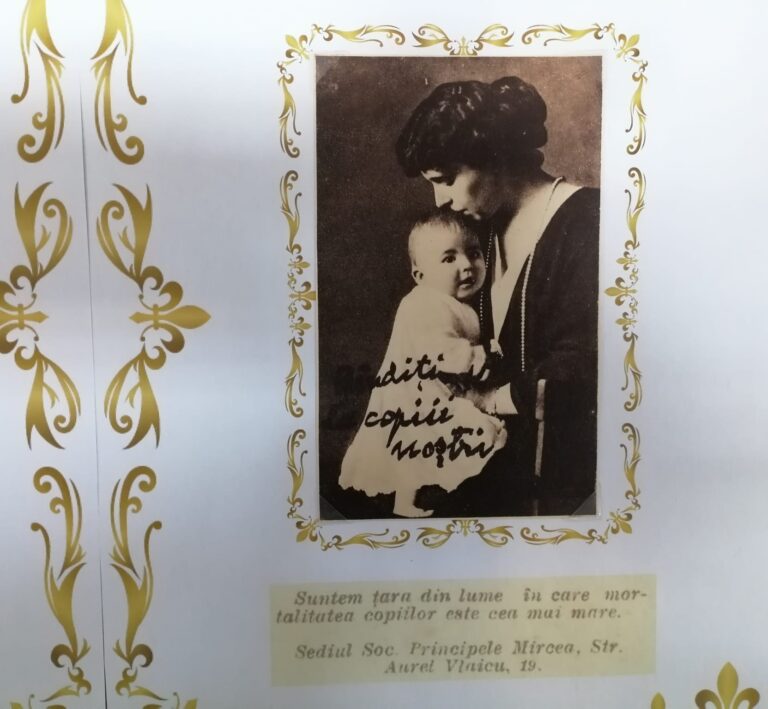 copiii
noștri
Suntem țara din lume în care mor-
talitatea copiilor este cea mai mare.
Sediul Soc. Principele Mircea, Str.
Aurel Vlaicu, 19.